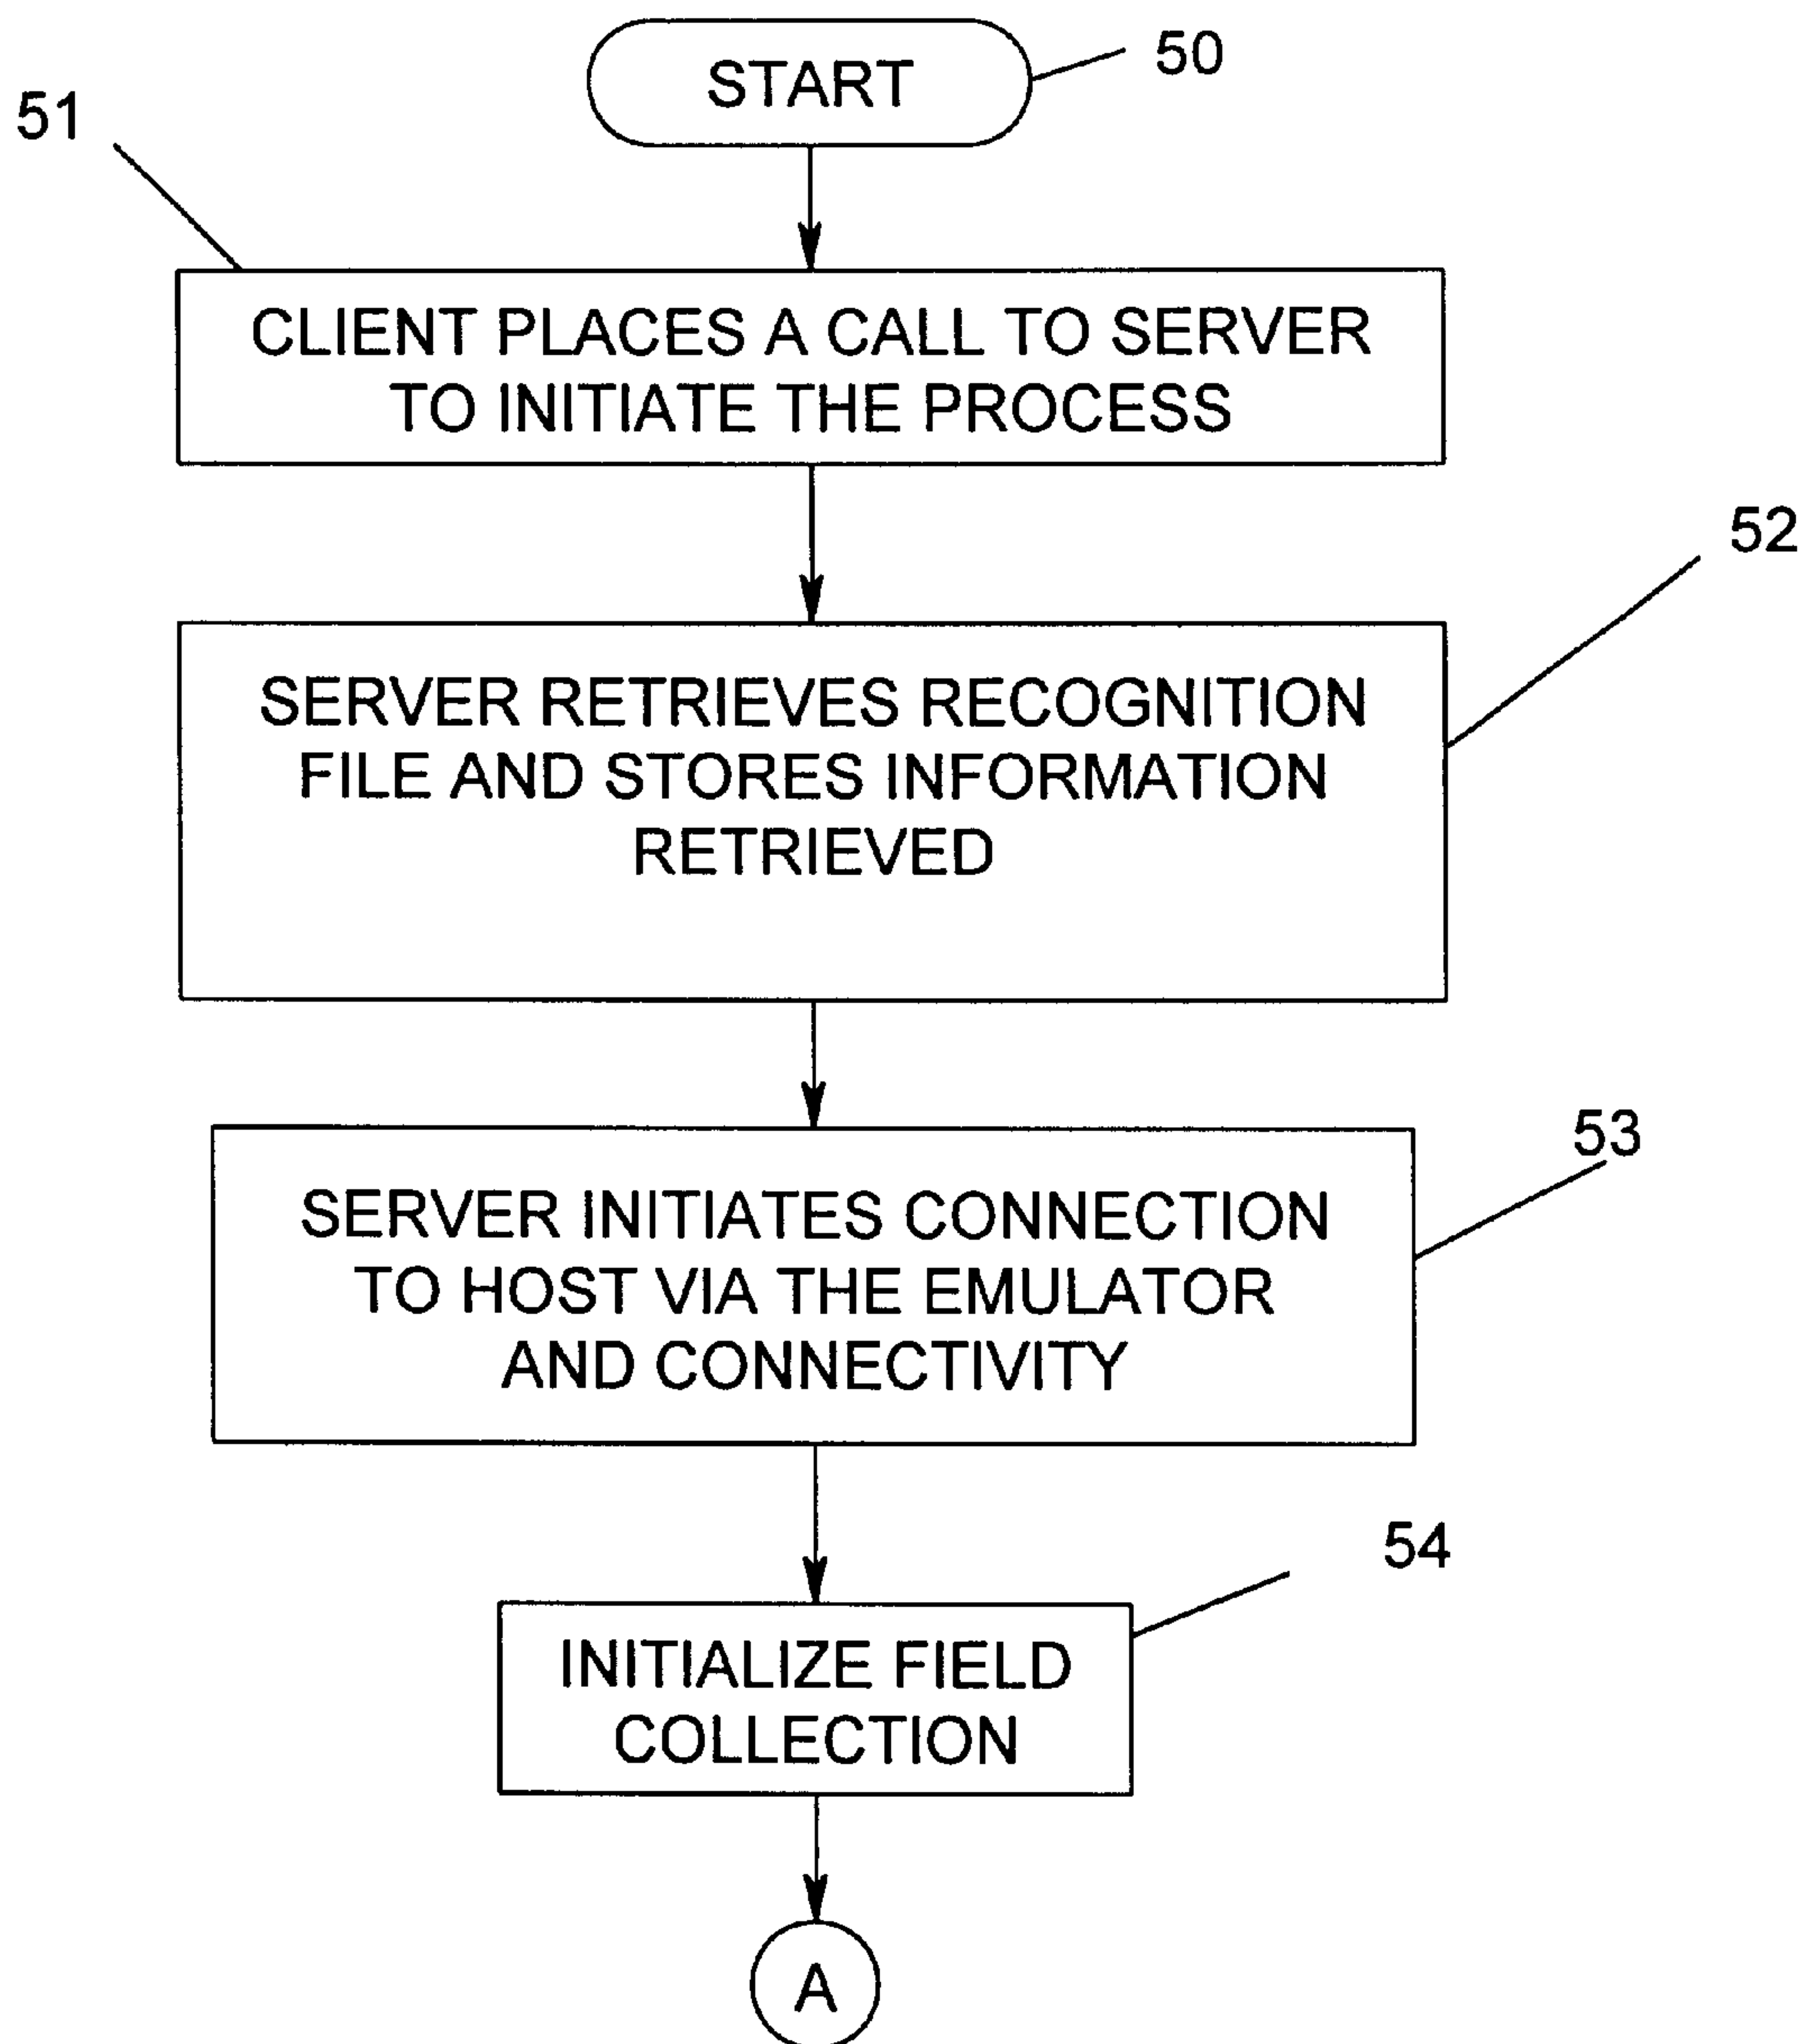 START
50
51
CLIENT PLACES A CALL TO SERVER
TO INITIATE THE PROCESS
52
SERVER RETRIEVES RECOGNITION
FILE AND STORES INFORMATION
RETRIEVED
53
SERVER INITIATES CONNECTION
TO HOST VIA THE EMULATOR
AND CONNECTIVITY
54
INITIALIZE FIELD
COLLECTION
A